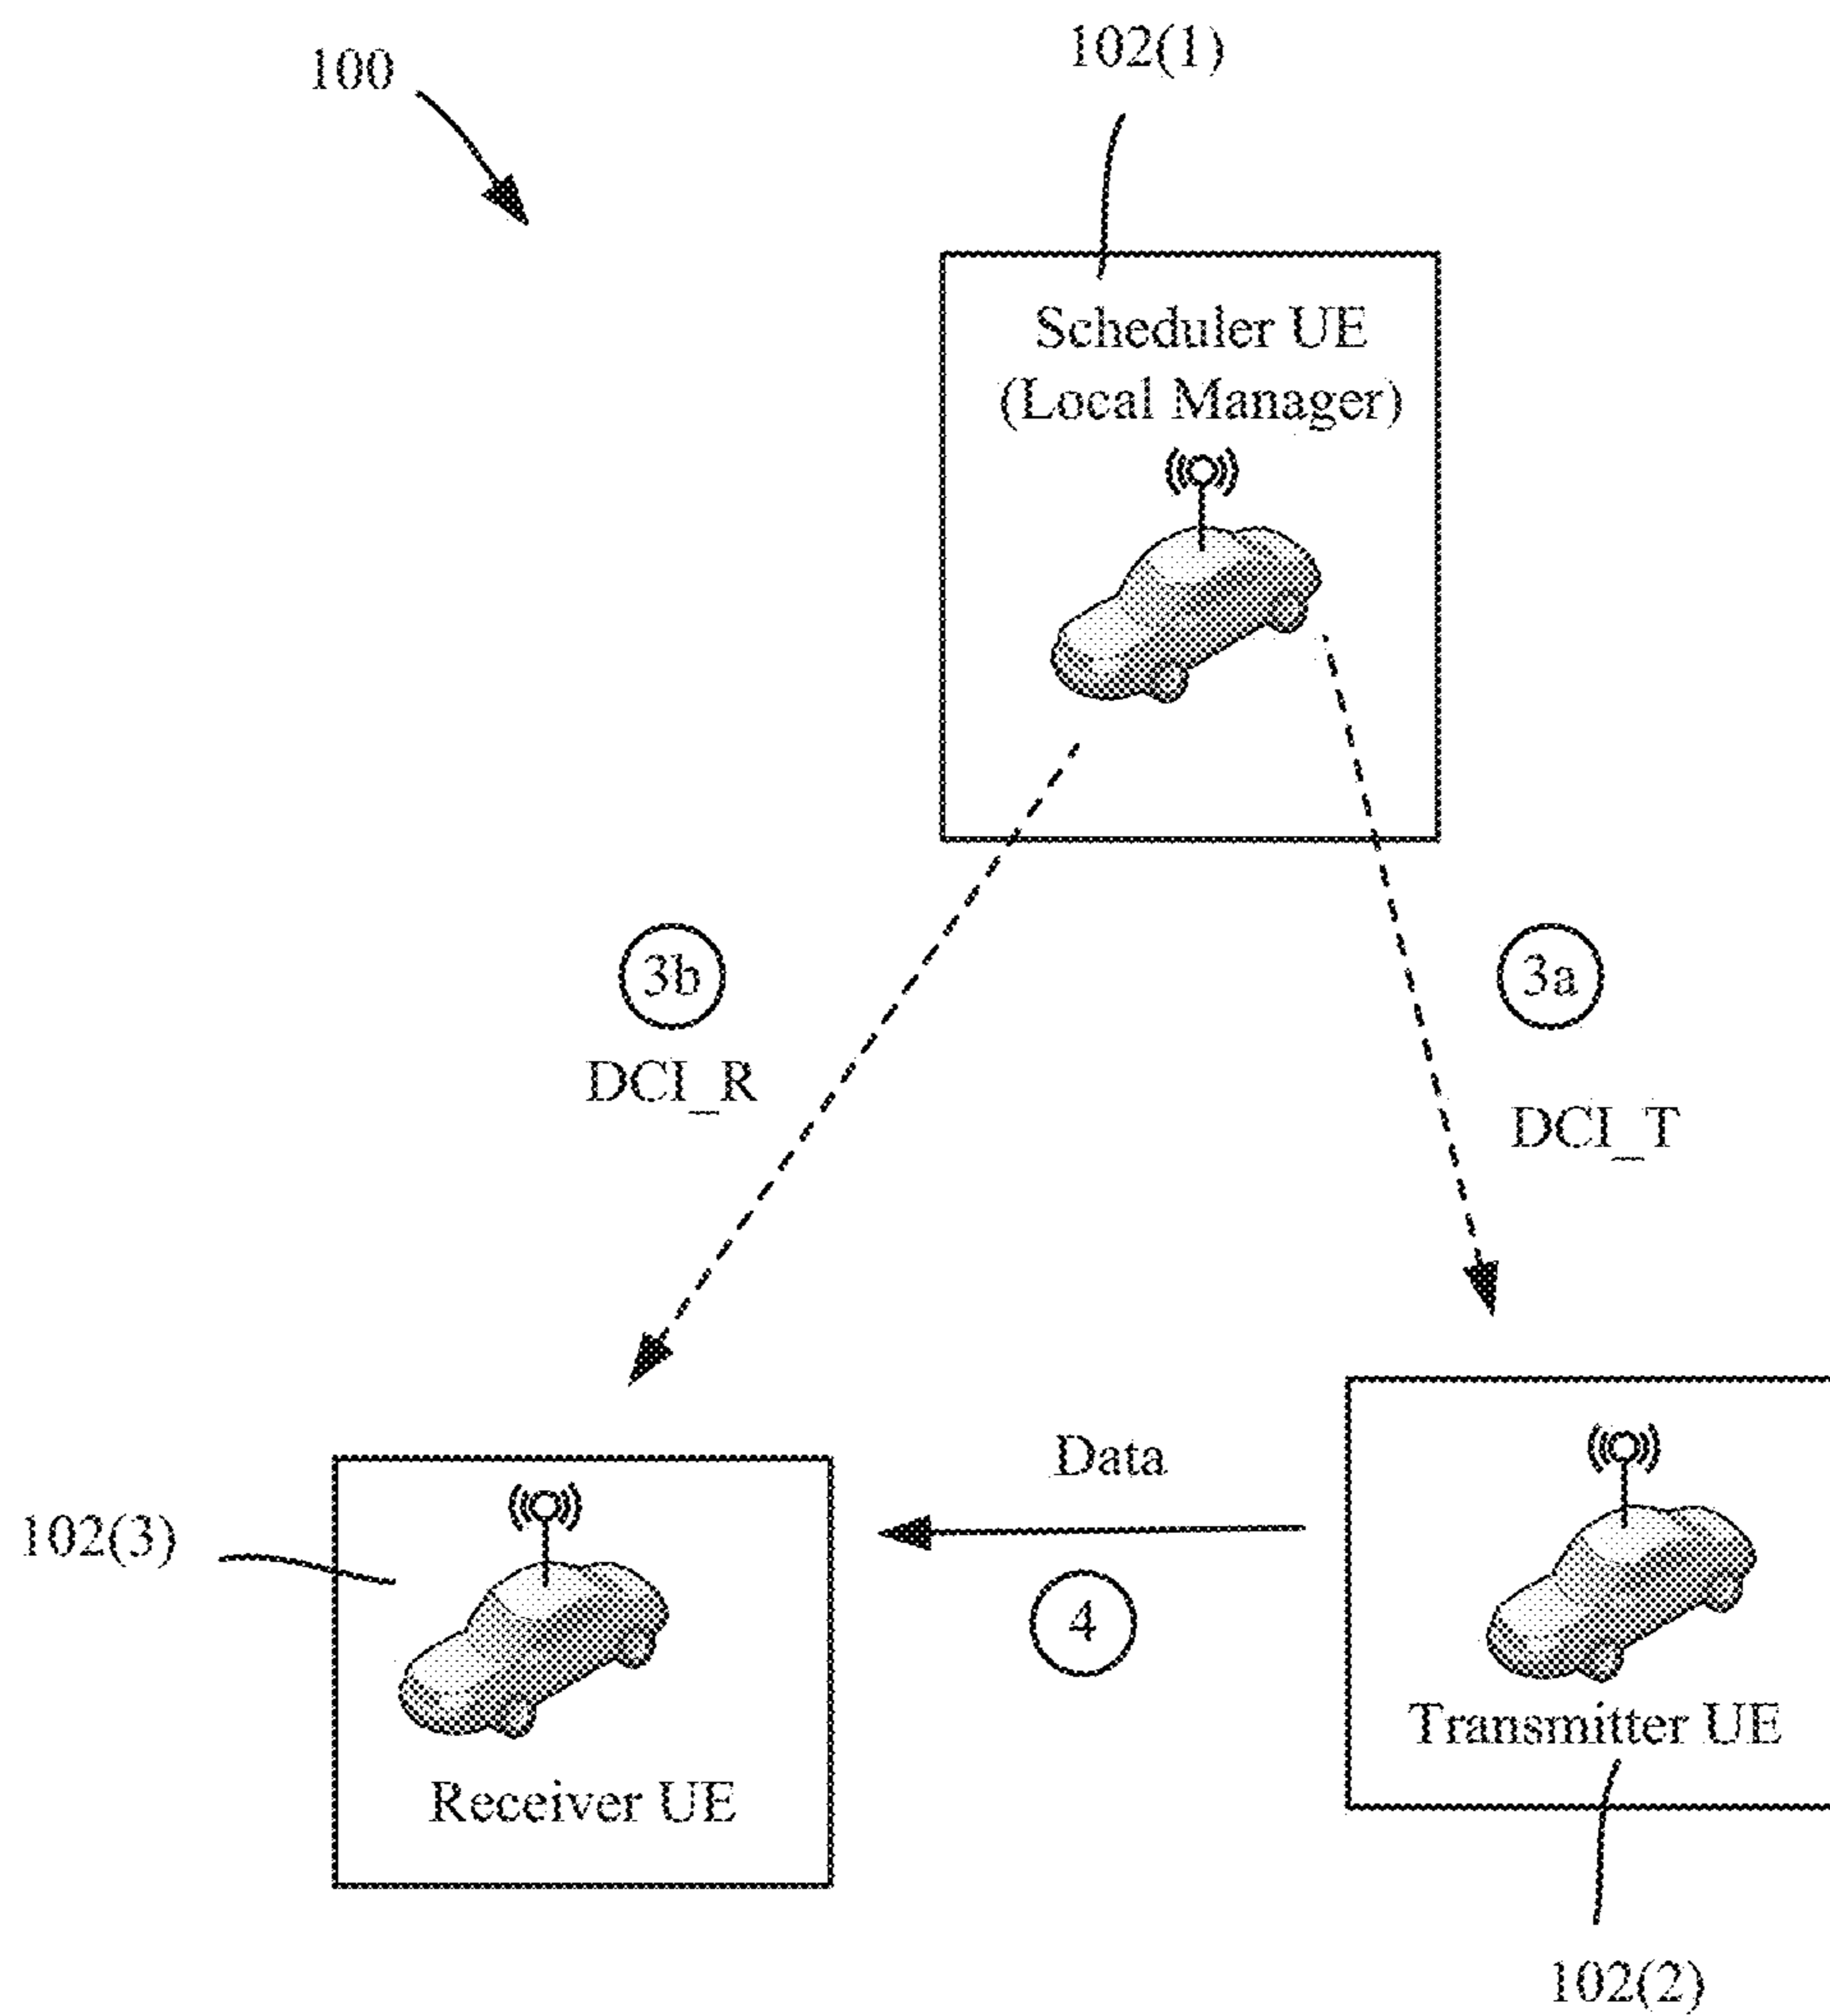 100
102(1)
Scheduler UE
(Local Manager)
3b
3a
DCI_R
DCI_T
Data
102(3)
4
Transmitter UE
Receiver UE
102(2)